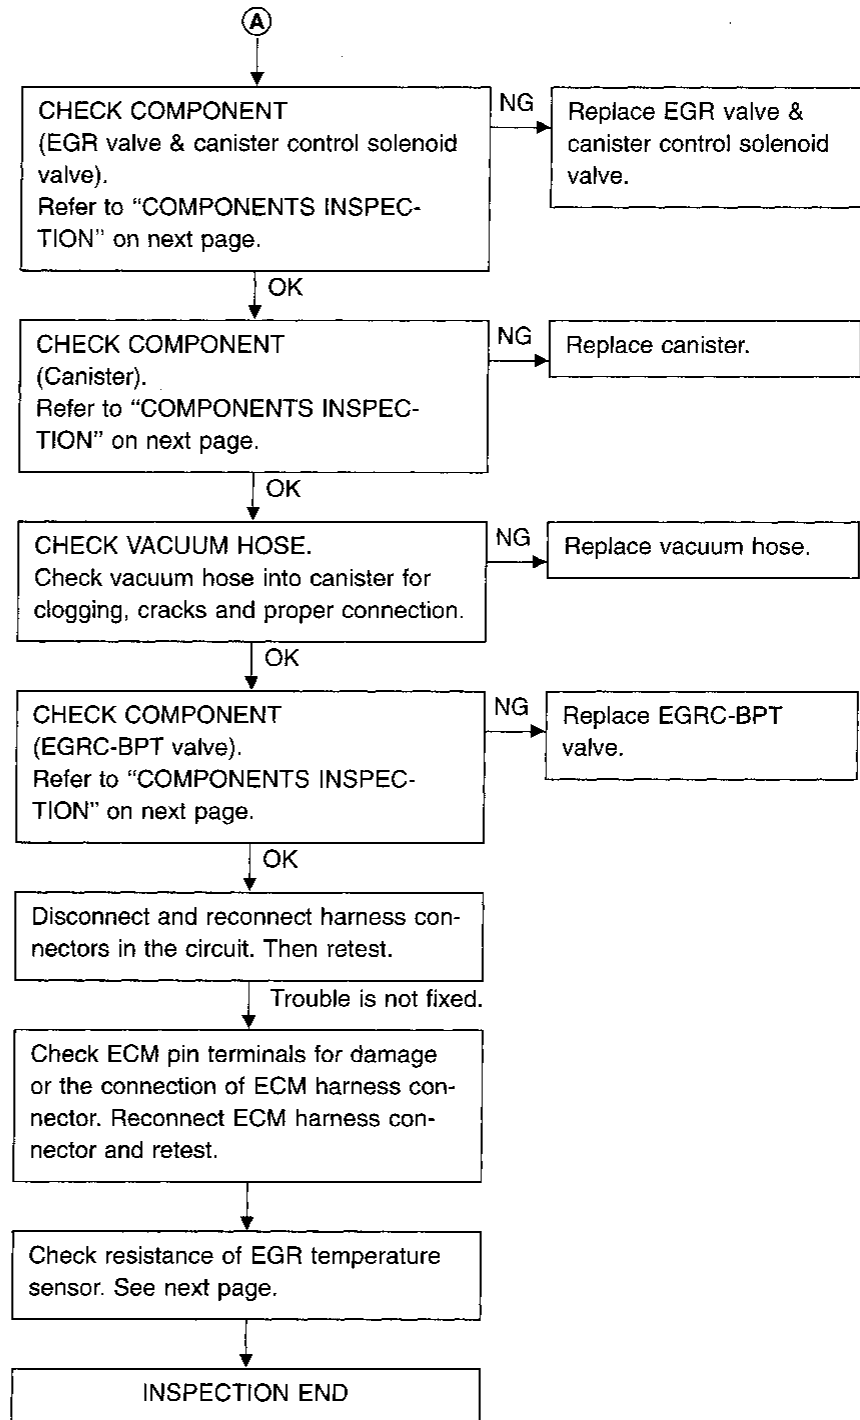 A
CHECK COMPONENT
(EGR valve & canister control solenoid
valve).
Refer to “COMPONENTS INSPEC-
TION” on next page.
NG
Replace EGR valve &
canister control solenoid
valve.
OK
CHECK COMPONENT
(Canister).
Refer to “COMPONENTS INSPEC-
TION” on next page.
NG
Replace canister.
OK
CHECK VACUUM HOSE.
Check vacuum hose into canister for
clogging, cracks and proper connection.
NG
Replace vacuum hose.
OK
CHECK COMPONENT
(EGRC-BPT valve).
Refer to “COMPONENTS INSPEC-
TION” on next page.
NG
Replace EGRC-BPT
valve.
OK
Disconnect and reconnect harness con-
nectors in the circuit. Then retest.
Trouble is not fixed.
Check ECM pin terminals for damage
or the connection of ECM harness con-
nector. Reconnect ECM harness con-
nector and retest.
Check resistance of EGR temperature
sensor. See next page.
INSPECTION END